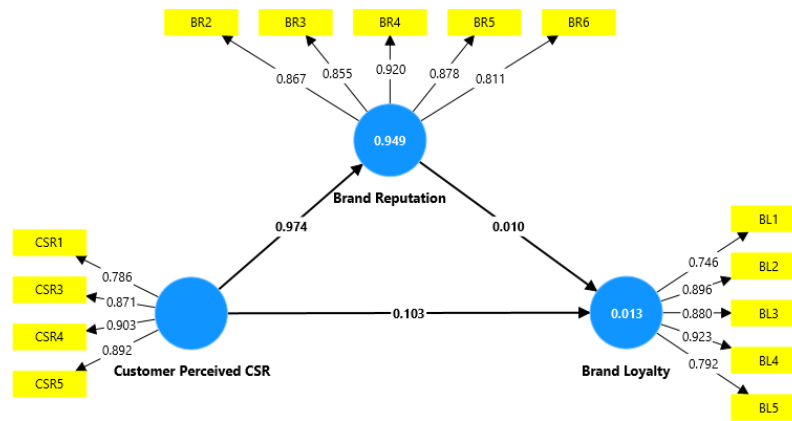 BR2 BR3 BR4 BR5 BR6
0.867 0.855 0.920 0.878 0.811
0.949
Brand Reputation
0.974 0.010
CSR1
CSR3
CSR4
CSR5
0.786
0.871
0.903
0.892
Customer Perceived CSR
0.103
0.013
Brand Loyalty
0.746
0.896
0.880
0.923
0.792
BL1
BL2
BL3
BL4
BL5